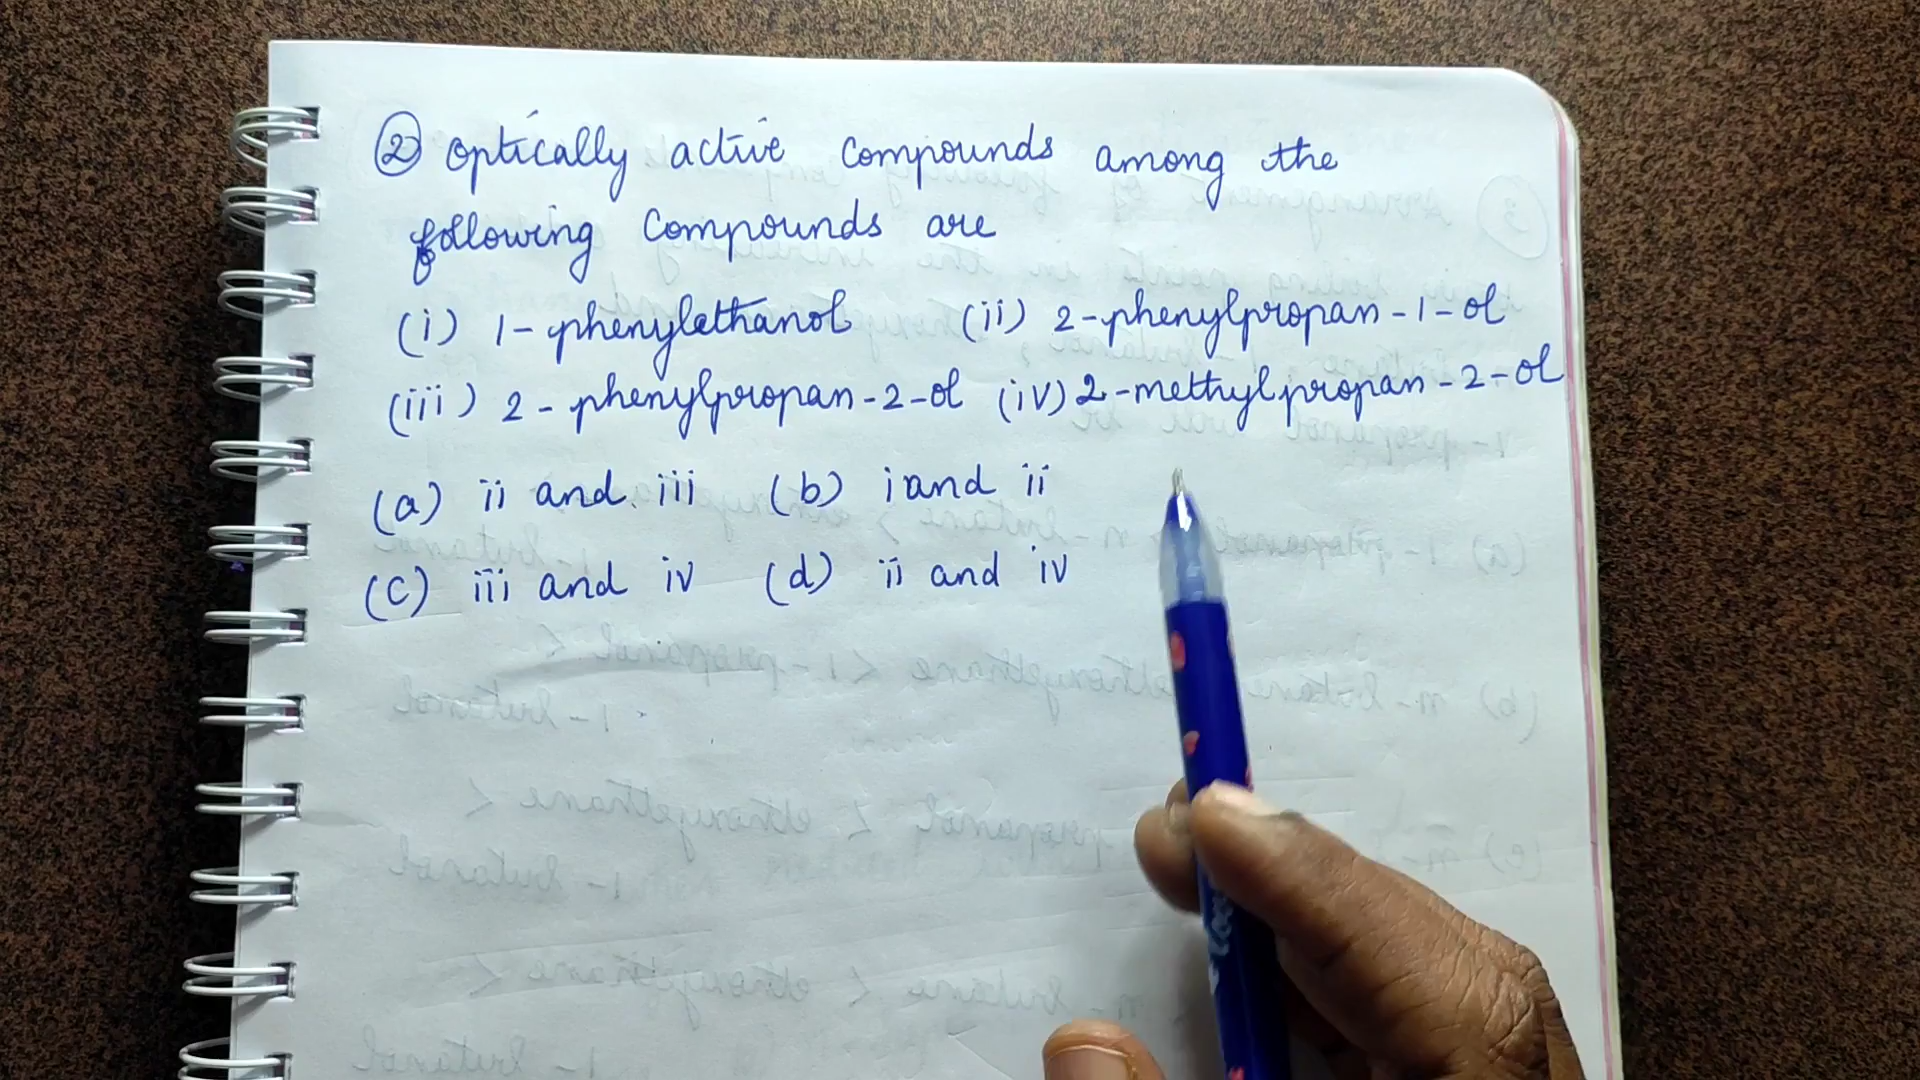 ② Optically active compounds among the
following compounds are
(i) 1-phenylethanol (ii) 2-phenylpropan-1-ol
(iii) 2-phenylpropan-2-ol (iv) 2-methylpropan-2-ol
(a) ii and iii (b) i and ii
(c) iii and iv (d) ii and iv